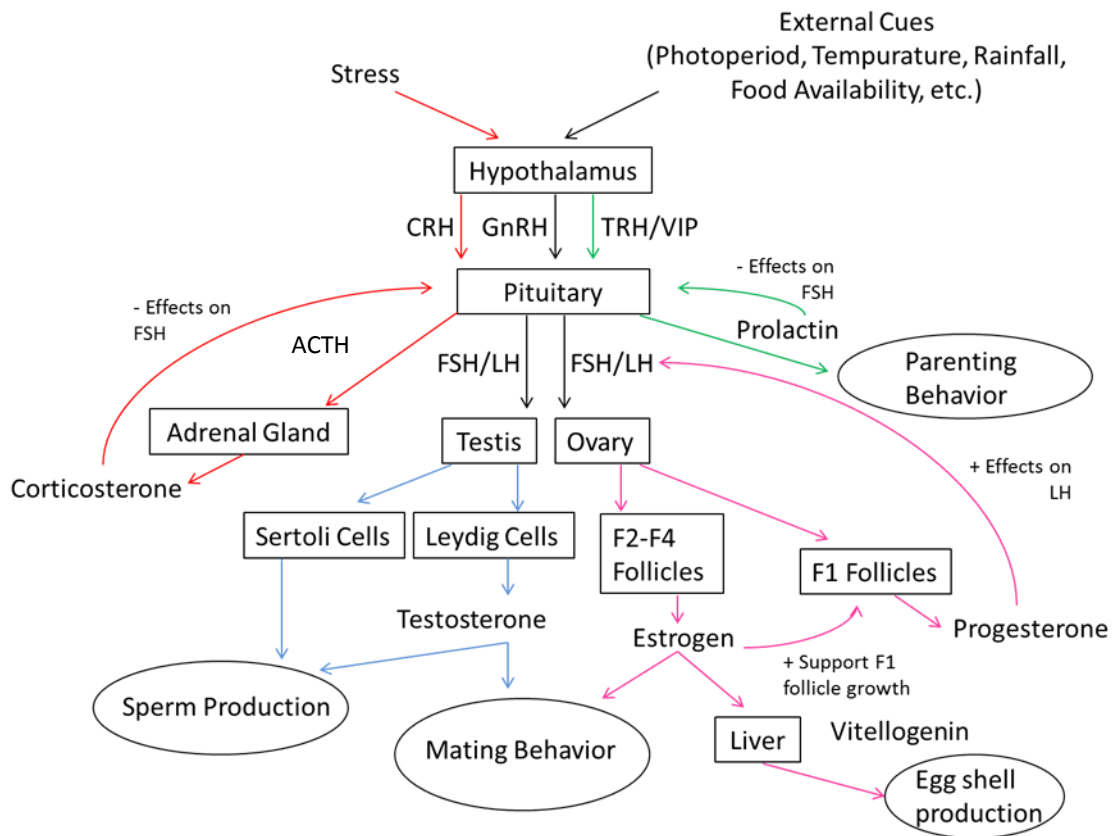 External Cues
(Photoperiod, Tempurature, Rainfall,
Food Availability, etc.)
Stress
Hypothalamus
CRH
GnRH
TRH/VIP
- Effects on
FSH
Pituitary
- Effects on
FSH
Prolactin
ACTH
FSH/LH
FSH/LH
Parenting
Behavior
Adrenal Gland
Testis
Ovary
Corticosterone
+ Effects on
LH
Sertoli Cells
Leydig Cells
F2-F4
Follicles
F1 Follicles
Testosterone
Estrogen
Progesterone
+ Support F1
follicle growth
Sperm Production
Mating Behavior
Liver
Vitellogenin
Egg shell
production